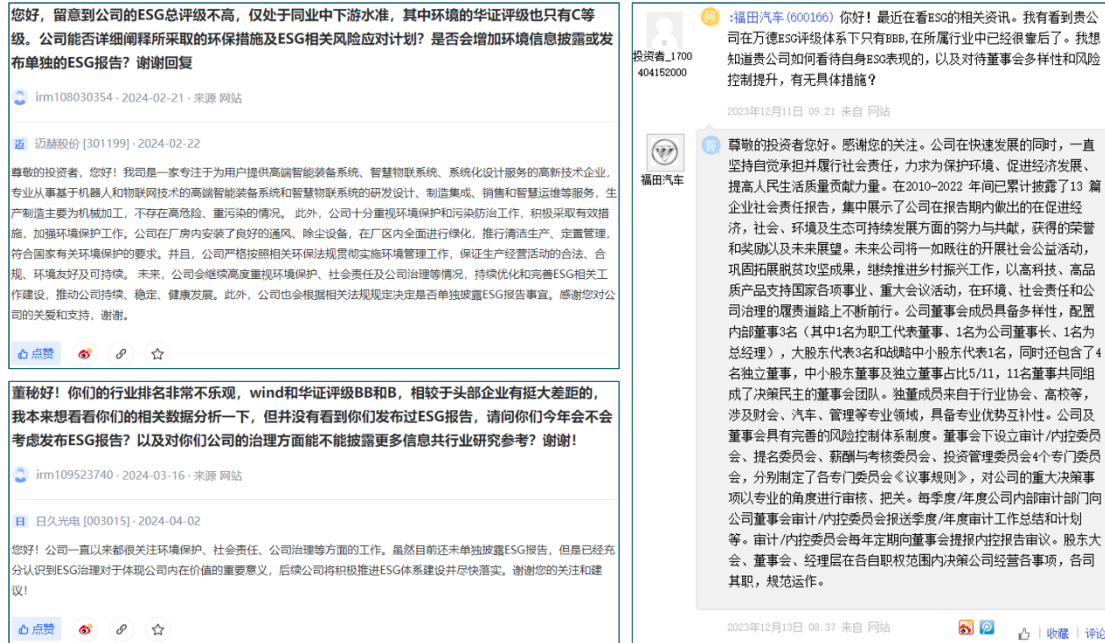 您好，留意到公司的ESG总评级不高，仅处于同业中下游水准，其中环境的华证评级也只有C等
级。公司能否详细阐释所采取的环保措施及ESG相关风险应对计划？是否会增加环境信息披露或发
布单独的ESG报告？谢谢回复
irm108030354 · 2024-02-21 · 来源 网站
迈 迈赫股份 [301199] · 2024-02-22
尊敬的投资者，您好！我司是一家专注于为用户提供高端智能装备系统、智慧物联系统、系统化设计服务的高新技术企业，
专业从事基于机器人和物联网技术的高端智能装备系统和智慧物联系统的研发设计、制造集成、销售和智慧运维等服务，生
产制造主要为机械加工，不存在高危险、重污染的情况。 此外，公司十分重视环境保护和污染防治工作，积极采取有效措
施，加强环境保护工作。公司在厂房内安装了良好的通风、除尘设备，在厂区内全面进行绿化，推行清洁生产、定置管理，
符合国家有关环境保护的要求。并且，公司严格按照相关环保法规贯彻实施环境管理工作，保证生产经营活动的合法、合
规、环境友好及可持续。 未来，公司会继续高度重视环境保护、社会责任及公司治理等情况，持续优化和完善ESG相关工
作建设，推动公司持续、稳定、健康发展。此外，公司也会根据相关法规规定决定是否单独披露ESG报告事宜。感谢您对公
司的关爱和支持，谢谢。
点赞
董秘好！你们的行业排名非常不乐观，wind和华证评级BB和B，相较于头部企业有挺大差距的，
我本来想看看你们的相关数据分析一下，但并没有看到你们发布过ESG报告，请问你们今年会不会
考虑发布ESG报告？以及对你们公司的治理方面能不能披露更多信息共行业研究参考？谢谢！
irm109523740 · 2024-03-16 · 来源 网站
日 日久光电 [003015] · 2024-04-02
您好！公司一直以来都很关注环境保护、社会责任、公司治理等方面的工作。虽然目前还未单独披露ESG报告，但是已经充
分认识到ESG治理对于体现公司内在价值的重要意义，后续公司将积极推进ESG体系建设并尽快落实。谢谢您的关注和建
议！
点赞
投资者_1700
404152000
问 :福田汽车(600166) 你好！最近在看ESG的相关资讯。我有看到贵公
司在万德ESG评级体系下只有BBB,在所属行业中已经很靠后了。我想
知道贵公司如何看待自身ESG表现的，以及对待董事会多样性和风险
控制提升，有无具体措施？
2023年12月11日 09:21 来自 网站
福田汽车
答 尊敬的投资者您好。感谢您的关注。公司在快速发展的同时，一直
坚持自觉承担并履行社会责任，力求为保护环境、促进经济发展、
提高人民生活质量贡献力量。在2010-2022 年间已累计披露了13 篇
企业社会责任报告，集中展示了公司在报告期内做出的在促进经
济，社会、环境及生态可持续发展方面的努力与共献，获得的荣誉
和奖励以及未来展望。未来公司将一如既往的开展社会公益活动，
巩固拓展脱贫攻坚成果，继续推进乡村振兴工作，以高科技、高品
质产品支持国家各项事业、重大会议活动，在环境、社会责任和公
司治理的履责道路上不断前行。公司董事会成员具备多样性，配置
内部董事3名（其中1名为职工代表董事、1名为公司董事长、1名为
总经理），大股东代表3名和战略中小股东代表1名，同时还包含了4
名独立董事，中小股东董事及独立董事占比5/11，11名董事共同组
成了决策民主的董事会团队。独董成员来自于行业协会、高校等，
涉及财会、汽车、管理等专业领域，具备专业优势互补性。公司及
董事会具有完善的风险控制体系制度。董事会下设立审计/内控委员
会、提名委员会、薪酬与考核委员会、投资管理委员会4个专门委员
会，分别制定了各专门委员会《议事规则》，对公司的重大决策事
项以专业的角度进行审核、把关。每季度/年度公司内部审计部门向
公司董事会审计/内控委员会报送季度/年度审计工作总结和计划
等。审计/内控委员会每年定期向董事会提报内控报告审议。股东大
会、董事会、经理层在各自职权范围内决策公司经营各事项，各司
其职，规范运作。
2023年12月13日 08:37 来自 网站
收藏 评论